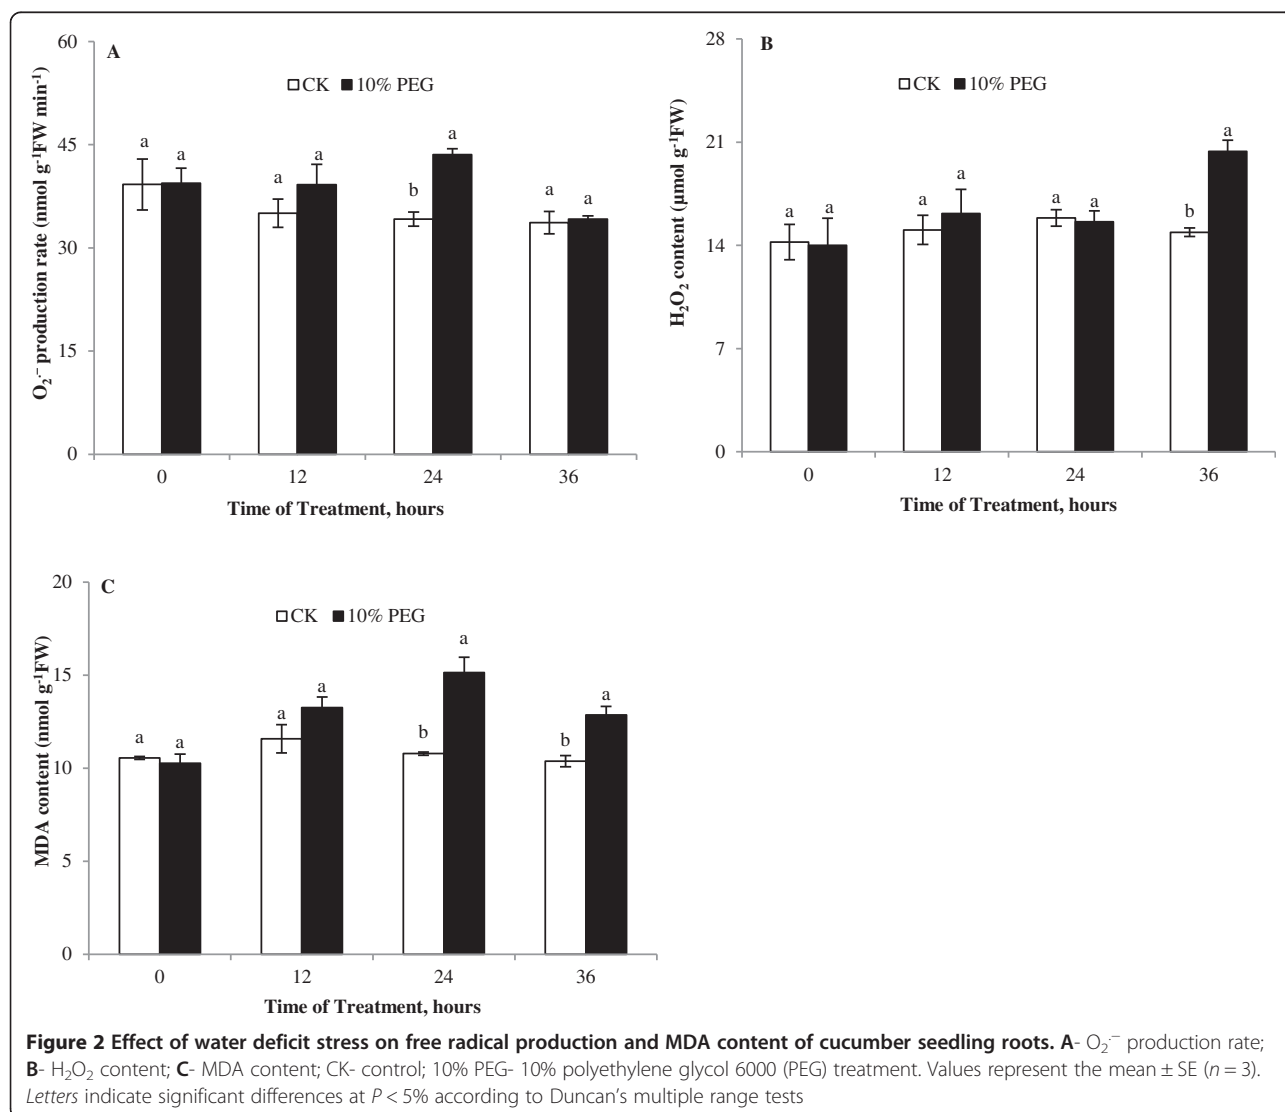 A
CK 10% PEG
O₂·⁻ production rate (nmol g⁻¹FW min⁻¹)
60
45
30
15
0
a a a a b a a a
0 12 24 36
Time of Treatment, hours
B
CK 10% PEG
H₂O₂ content (µmol g⁻¹FW)
28
21
14
7
0
a a a a a a b a
0 12 24 36
Time of Treatment, hours
C
CK 10% PEG
MDA content (nmol g⁻¹FW)
20
15
10
5
0
a a a a b a b a
0 12 24 36
Time of Treatment, hours
Figure 2 Effect of water deficit stress on free radical production and MDA content of cucumber seedling roots. A- O₂·⁻ production rate;
B- H₂O₂ content; C- MDA content; CK- control; 10% PEG- 10% polyethylene glycol 6000 (PEG) treatment. Values represent the mean ± SE (n = 3).
Letters indicate significant differences at P < 5% according to Duncan's multiple range tests